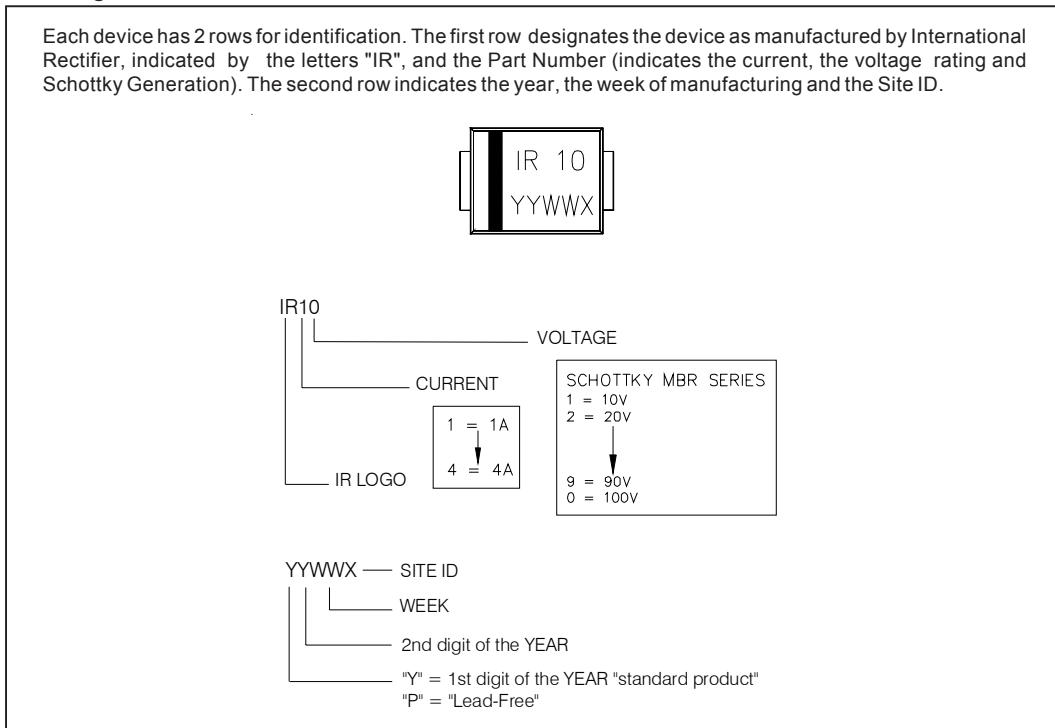 Each device has 2 rows for identification. The first row designates the device as manufactured by International
Rectifier, indicated by the letters "IR", and the Part Number (indicates the current, the voltage rating and
Schottky Generation). The second row indicates the year, the week of manufacturing and the Site ID.
IR 10
YYWWX
IR10
VOLTAGE
CURRENT
1 = 1A
4 = 4A
SCHOTTKY MBR SERIES
1 = 10V
2 = 20V
9 = 90V
0 = 100V
IR LOGO
YYWWX
SITE ID
WEEK
2nd digit of the YEAR
"Y" = 1st digit of the YEAR "standard product"
"P" = "Lead-Free"